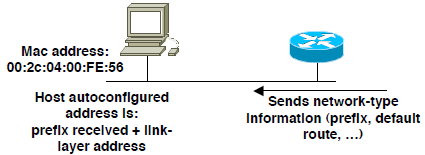 Mac address:
00:2c:04:00:FE:56
Host autoconfigured
address is:
prefix received + link-
layer address
Sends network-type
information (prefix, default
route, …)